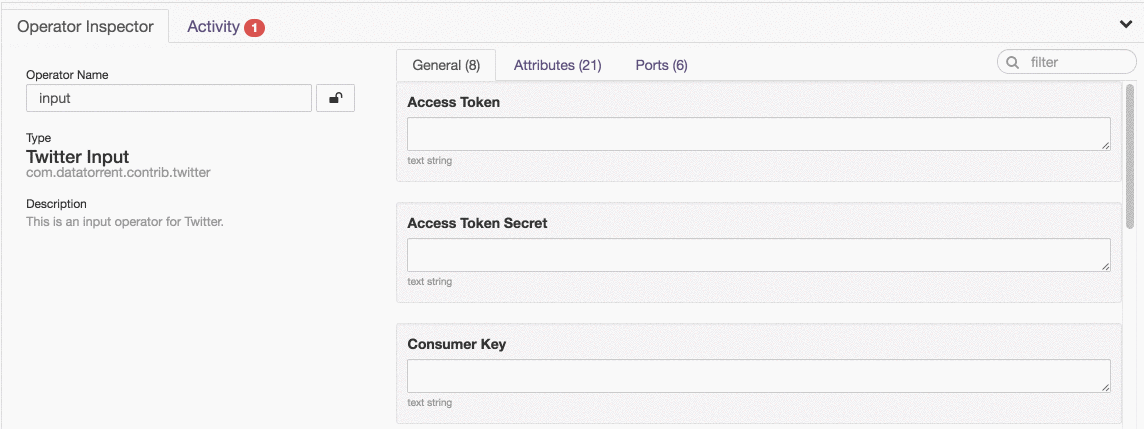 Operator Inspector
Activity 1
Operator Name
input
Type
Twitter Input
com.datatorrent.contrib.twitter
Description
This is an input operator for Twitter.
General (8)
Attributes (21)
Ports (6)
filter
Access Token
text string
Access Token Secret
text string
Consumer Key
text string